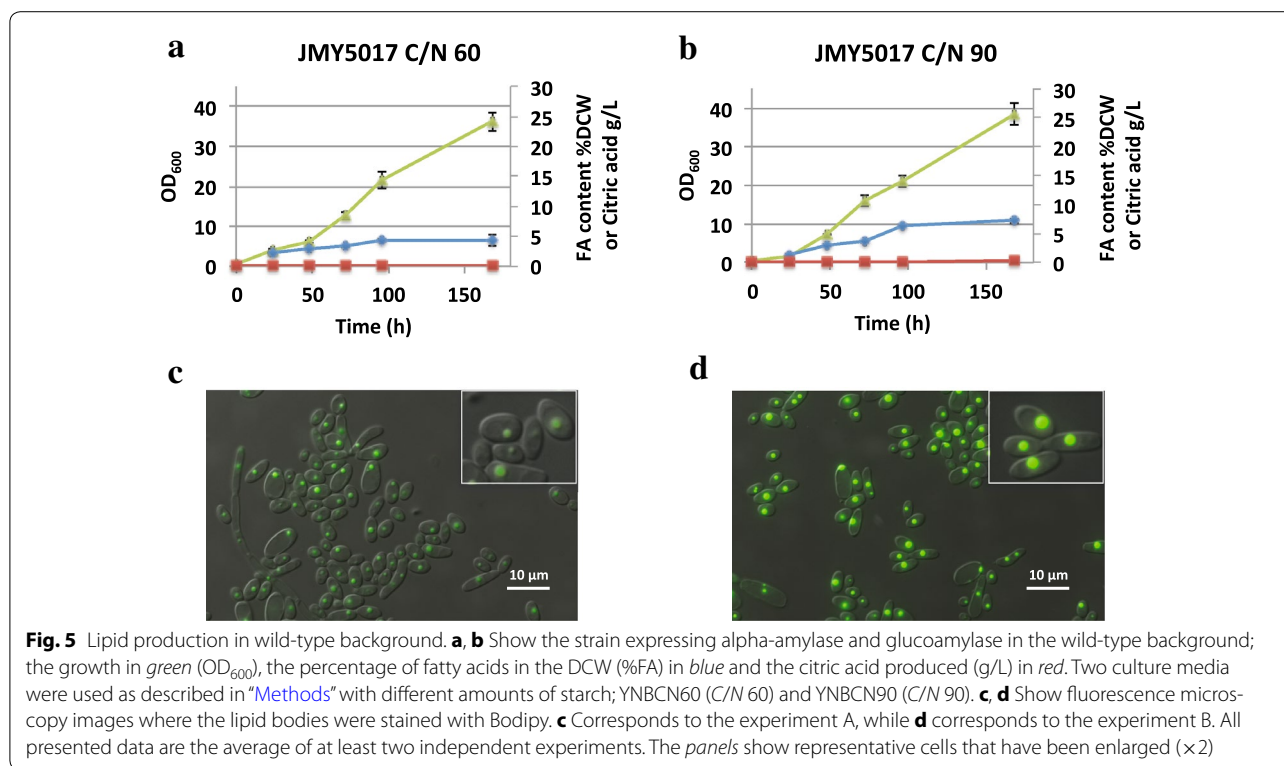 a
JMY5017 C/N 60
40
30
20
10
0
OD600
30
25
20
15
10
5
0
FA content %DCW
or Citric acid g/L
0 50 100 150
Time (h)
b
JMY5017 C/N 90
40
30
20
10
0
OD600
30
25
20
15
10
5
0
FA content %DCW
or Citric acid g/L
0 50 100 150
Time (h)
c
10 µm
d
10 µm
Fig. 5 Lipid production in wild-type background. a, b Show the strain expressing alpha-amylase and glucoamylase in the wild-type background;
the growth in green (OD600), the percentage of fatty acids in the DCW (%FA) in blue and the citric acid produced (g/L) in red. Two culture media
were used as described in “Methods” with different amounts of starch; YNBCN60 (C/N 60) and YNBCN90 (C/N 90). c, d Show fluorescence micros-
copy images where the lipid bodies were stained with Bodipy. c Corresponds to the experiment A, while d corresponds to the experiment B. All
presented data are the average of at least two independent experiments. The panels show representative cells that have been enlarged (×2)